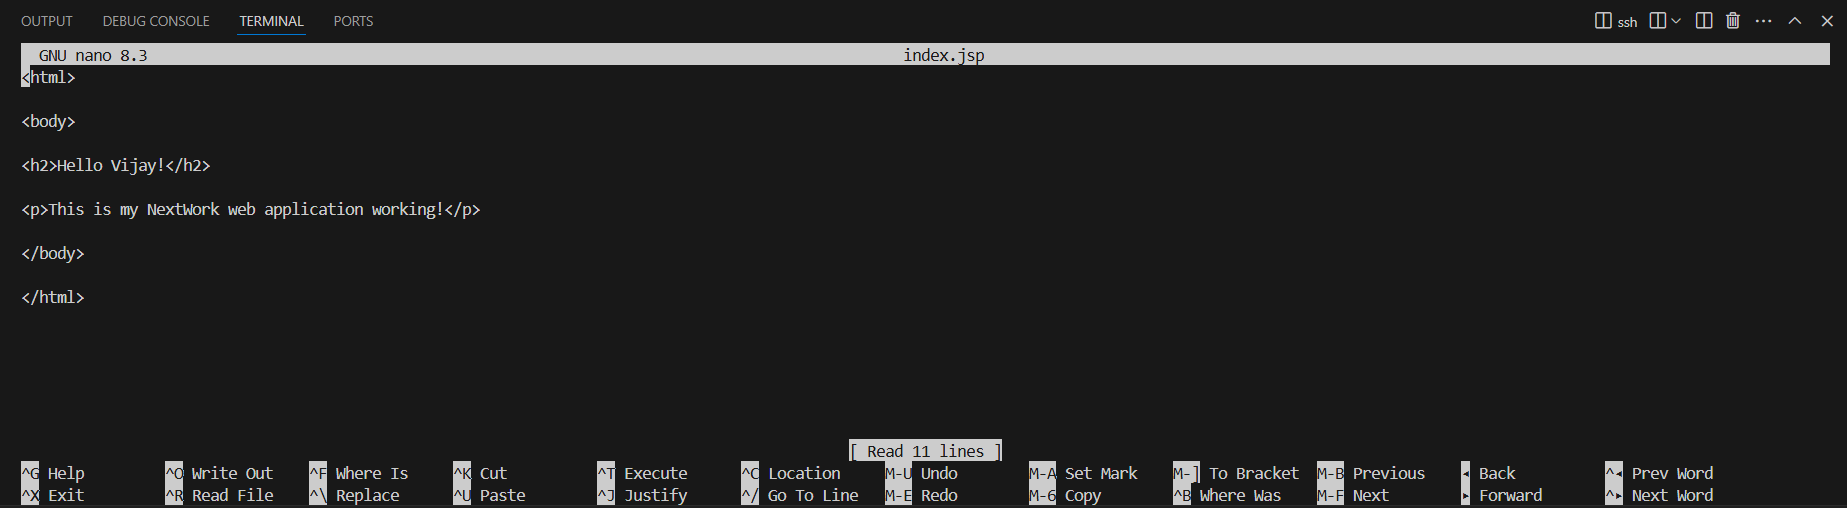 OUTPUT DEBUG CONSOLE TERMINAL PORTS ssh
GNU nano 8.3 index.jsp
<html>
<body>
<h2>Hello Vijay!</h2>
<p>This is my NextWork web application working!</p>
</body>
</html>
[ Read 11 lines ]
^G Help ^O Write Out ^F Where Is ^K Cut ^T Execute ^C Location M-U Undo M-A Set Mark M-] To Bracket M-B Previous ◂ Back ^◂ Prev Word
^X Exit ^R Read File ^\ Replace ^U Paste ^J Justify ^/ Go To Line M-E Redo M-6 Copy ^B Where Was M-F Next ▸ Forward ^▸ Next Word